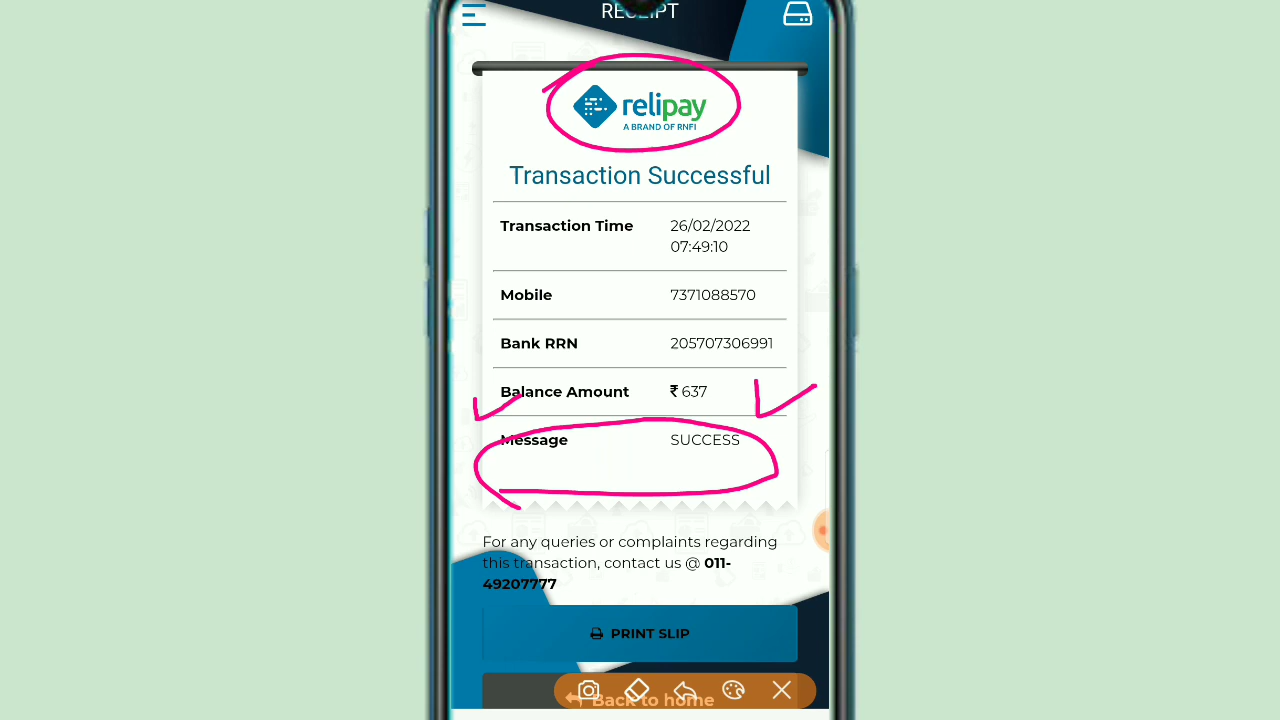 RECEIPT
relipay
A BRAND OF RNFI
Transaction Successful
Transaction Time 26/02/2022
07:49:10
Mobile 7371088570
Bank RRN 205707306991
Balance Amount ₹ 637
Message SUCCESS
For any queries or complaints regarding
this transaction, contact us @ 011-
49207777
PRINT SLIP
Back to home